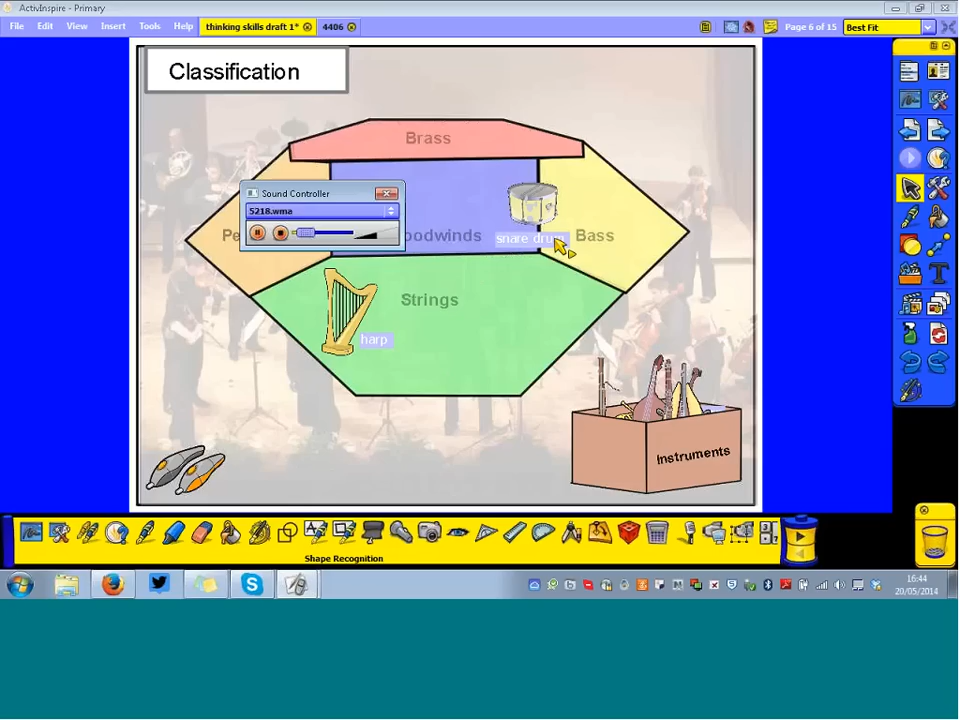 ActivInspire - Primary
File Edit View Insert Tools Help thinking skills draft 1* 4406 Page 6 of 15 Best Fit
Classification
Brass
Sound Controller
5218.wma
Pe oodwinds snare drum Bass
Strings
harp
Instruments
Shape Recognition
16:44
20/05/2014